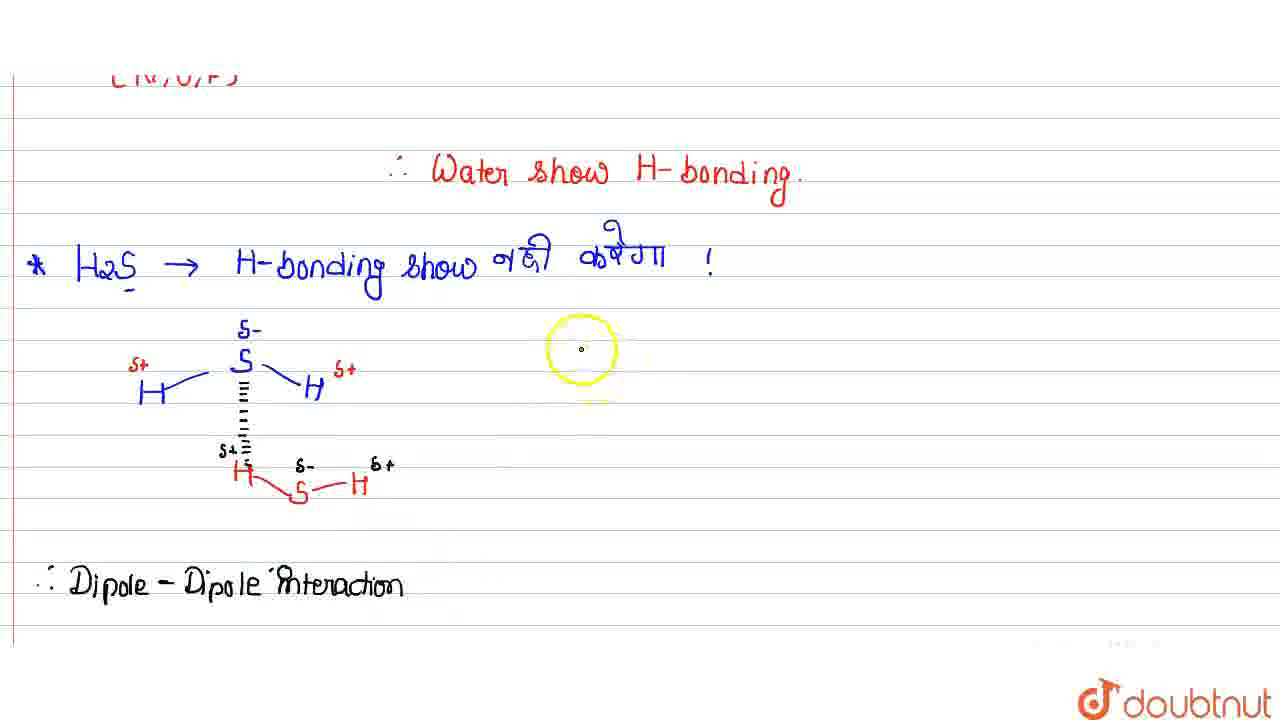 ∴ Water show H-bonding.
* H2S → H-bonding show नही करेगा !
δ-
δ+ S δ+
H H
δ+ δ- δ+
H S H
∴ Dipole - Dipole Interaction
doubtnut